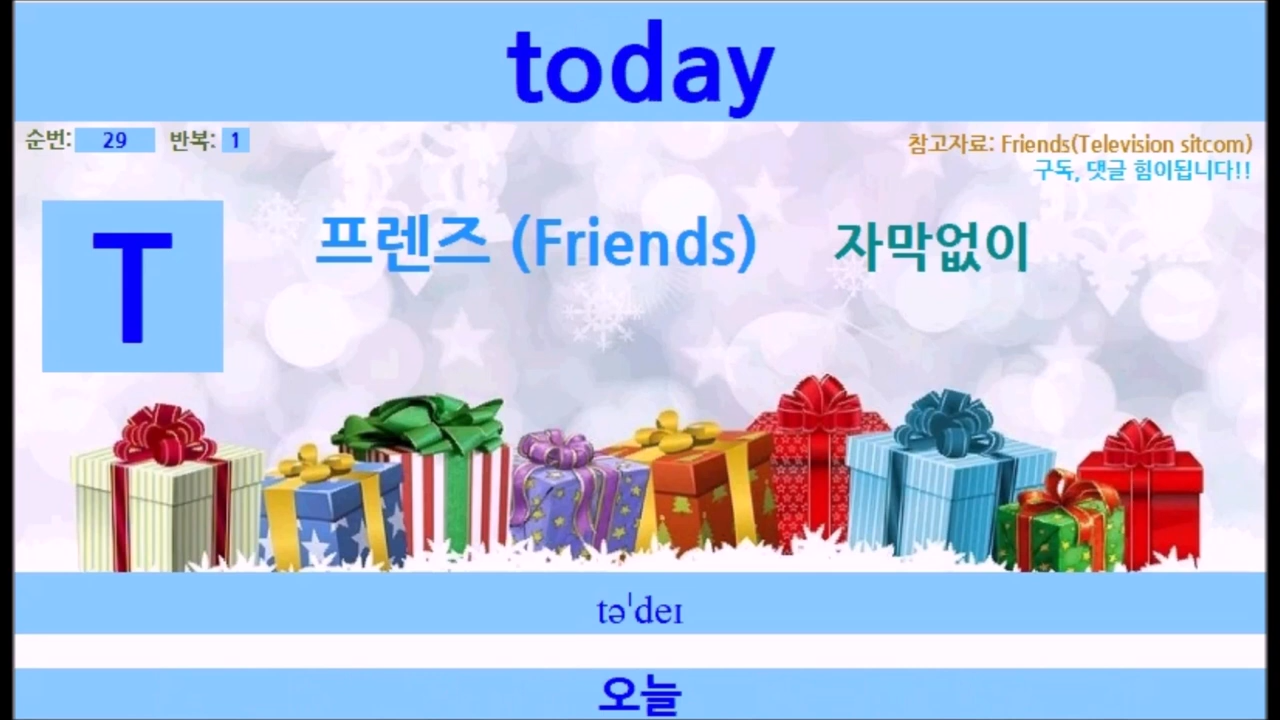 today
순번: 29 반복: 1
참고자료: Friends(Television sitcom)
구독, 댓글 힘이됩니다!!
T
프렌즈 (Friends) 자막없이
təˈdeɪ
오늘